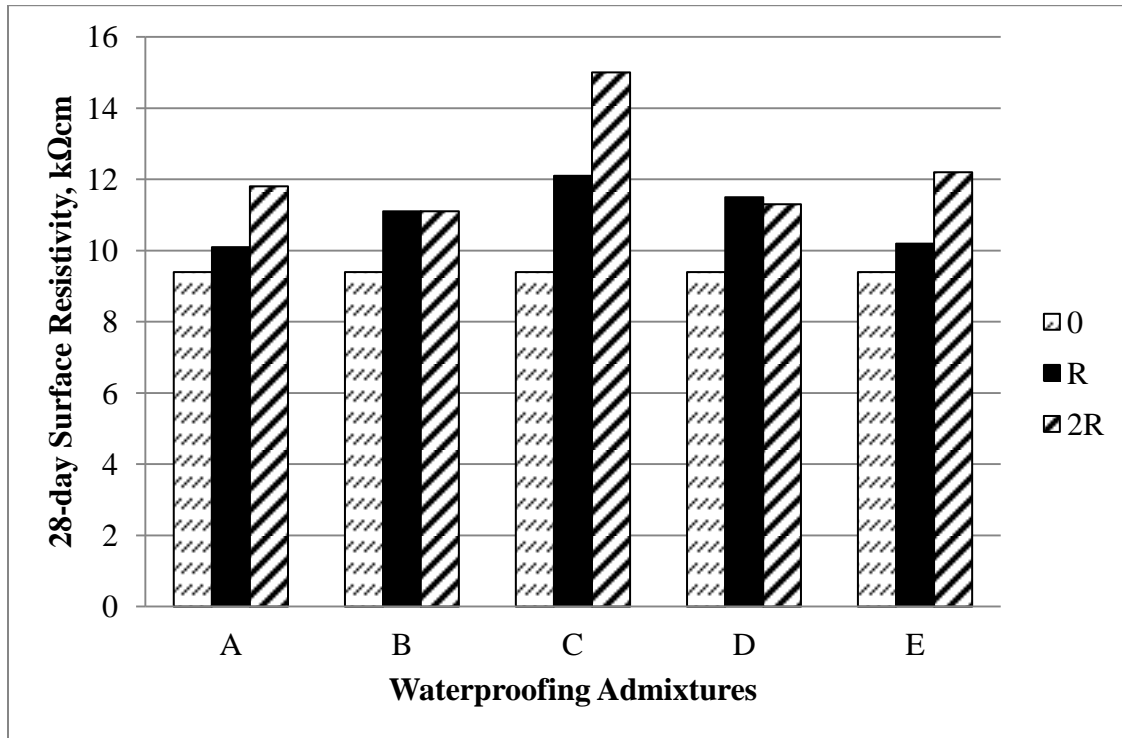 16
14
12
10
8
6
4
2
0
28-day Surface Resistivity, kΩcm
A B C D E
Waterproofing Admixtures
0
R
2R